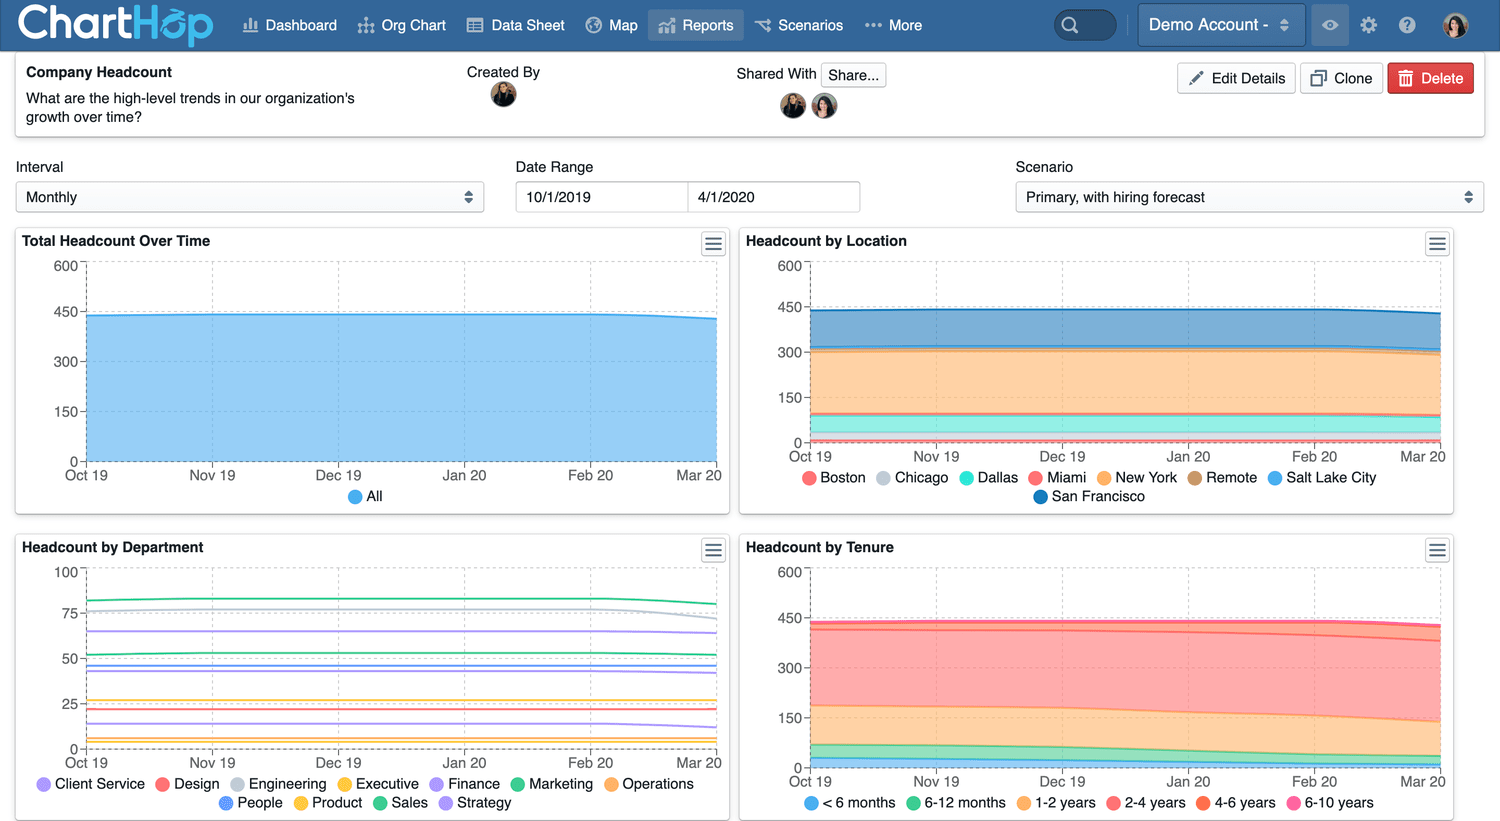 ChartHop Dashboard Org Chart Data Sheet Map Reports Scenarios More Demo Account -
Company Headcount
What are the high-level trends in our organization's
growth over time?
Created By
Shared With Share...
Edit Details Clone Delete
Interval Date Range Scenario
Monthly 10/1/2019 4/1/2020 Primary, with hiring forecast
Total Headcount Over Time
600
450
300
150
0
Oct 19 Nov 19 Dec 19 Jan 20 Feb 20 Mar 20
All
Headcount by Location
600
450
300
150
0
Oct 19 Nov 19 Dec 19 Jan 20 Feb 20 Mar 20
Boston Chicago Dallas Miami New York Remote Salt Lake City
San Francisco
Headcount by Department
100
75
50
25
0
Oct 19 Nov 19 Dec 19 Jan 20 Feb 20 Mar 20
Client Service Design Engineering Executive Finance Marketing Operations
People Product Sales Strategy
Headcount by Tenure
600
450
300
150
0
Oct 19 Nov 19 Dec 19 Jan 20 Feb 20 Mar 20
< 6 months 6-12 months 1-2 years 2-4 years 4-6 years 6-10 years